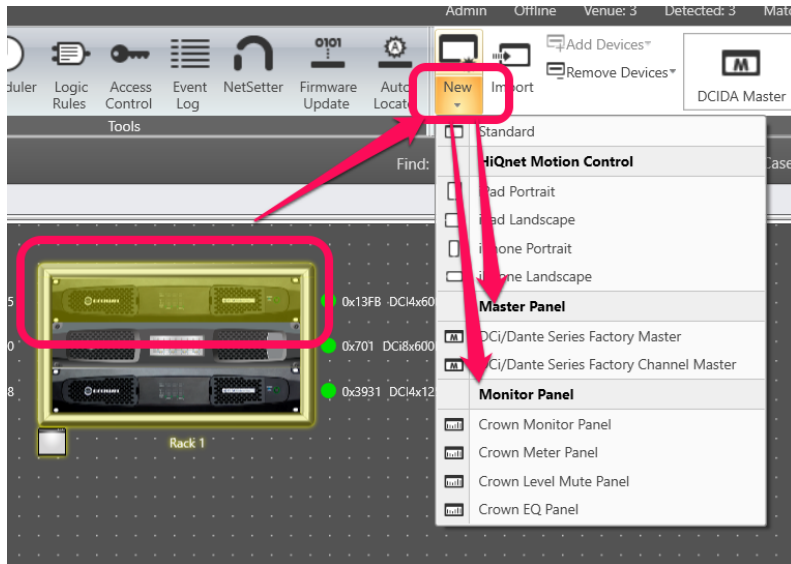 Admin Offline Venue: 3 Detected: 3
0101
duler Logic Rules Access Control Event Log NetSetter Firmware Update Auto Locate New Import
Add Devices
Remove Devices
M
DCIDA Master
Tools
Find:
Standard
HiQnet Motion Control
iPad Portrait
iPad Landscape
iPhone Portrait
iPhone Landscape
Master Panel
M DCi/Dante Series Factory Master
M DCi/Dante Series Factory Channel Master
Monitor Panel
Crown Monitor Panel
Crown Meter Panel
Crown Level Mute Panel
Crown EQ Panel
5 0x13FB DCI4x60
0 0x701 DCi8x600
8 0x3931 DCI4x12
Rack 1